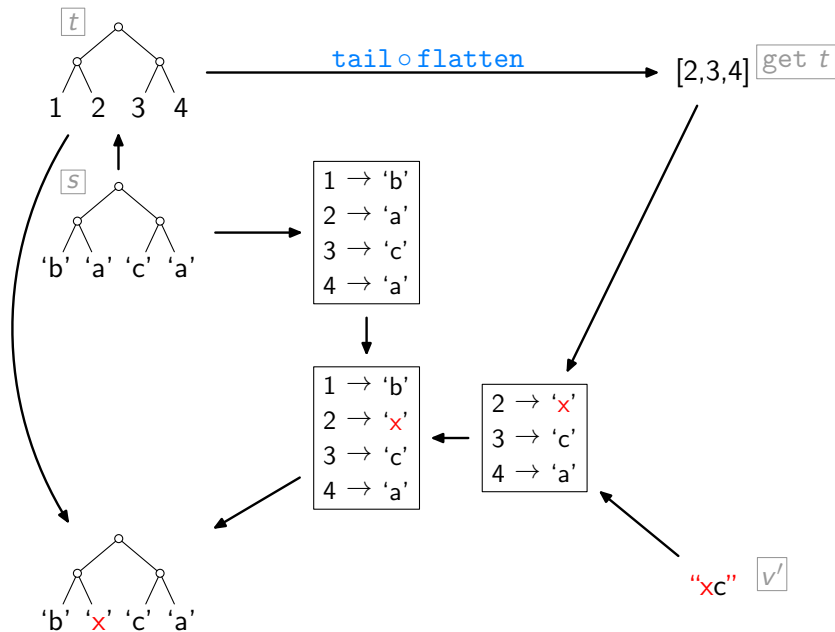 t
tail ∘ flatten
[2,3,4]
get t
1 2 3 4
s
‘b’ ‘a’ ‘c’ ‘a’
1 → ‘b’
2 → ‘a’
3 → ‘c’
4 → ‘a’
1 → ‘b’
2 → ‘x’
3 → ‘c’
4 → ‘a’
2 → ‘x’
3 → ‘c’
4 → ‘a’
“xc”
v′
‘b’ ‘x’ ‘c’ ‘a’